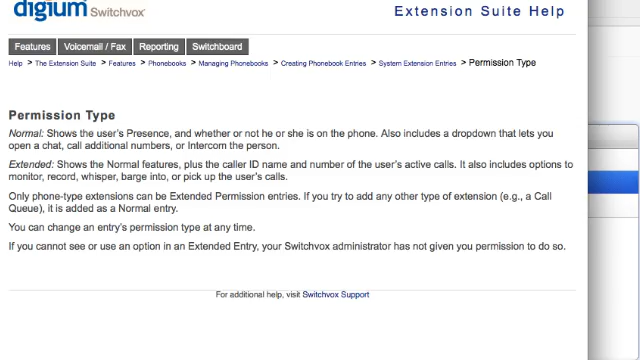 digium Switchvox
Extension Suite Help
Features Voicemail / Fax Reporting Switchboard
Help > The Extension Suite > Features > Phonebooks > Managing Phonebooks > Creating Phonebook Entries > System Extension Entries > Permission Type
Permission Type
Normal: Shows the user's Presence, and whether or not he or she is on the phone. Also includes a dropdown that lets you
open a chat, call additional numbers, or Intercom the person.
Extended: Shows the Normal features, plus the caller ID name and number of the user's active calls. It also includes options to
monitor, record, whisper, barge into, or pick up the user's calls.
Only phone-type extensions can be Extended Permission entries. If you try to add any other type of extension (e.g., a Call
Queue), it is added as a Normal entry.
You can change an entry's permission type at any time.
If you cannot see or use an option in an Extended Entry, your Switchvox administrator has not given you permission to do so.
For additional help, visit Switchvox Support